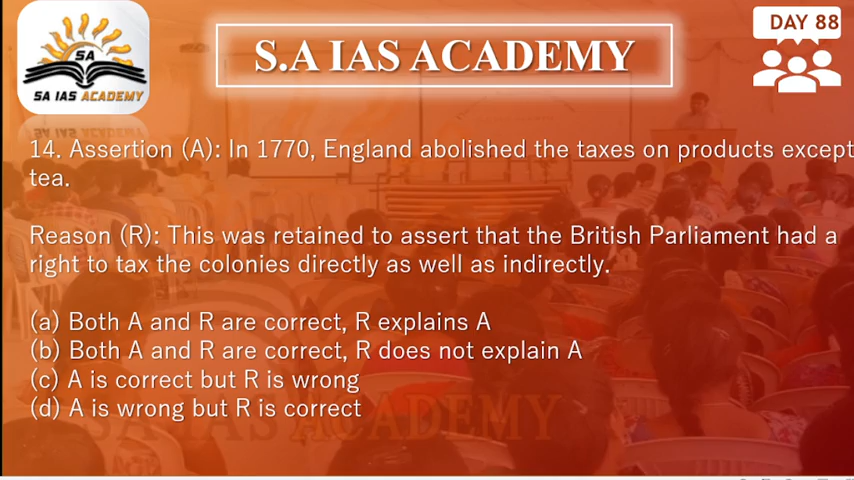 DAY 88
S.A IAS ACADEMY
SA
SA IAS ACADEMY
14. Assertion (A): In 1770, England abolished the taxes on products except
tea.
Reason (R): This was retained to assert that the British Parliament had a
right to tax the colonies directly as well as indirectly.
(a) Both A and R are correct, R explains A
(b) Both A and R are correct, R does not explain A
(c) A is correct but R is wrong
(d) A is wrong but R is correct
SA IAS ACADEMY